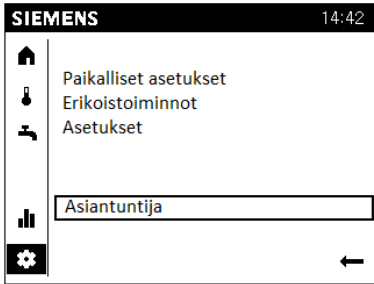 SIEMENS 14:42
Paikalliset asetukset
Erikoistoiminnot
Asetukset
Asiantuntija